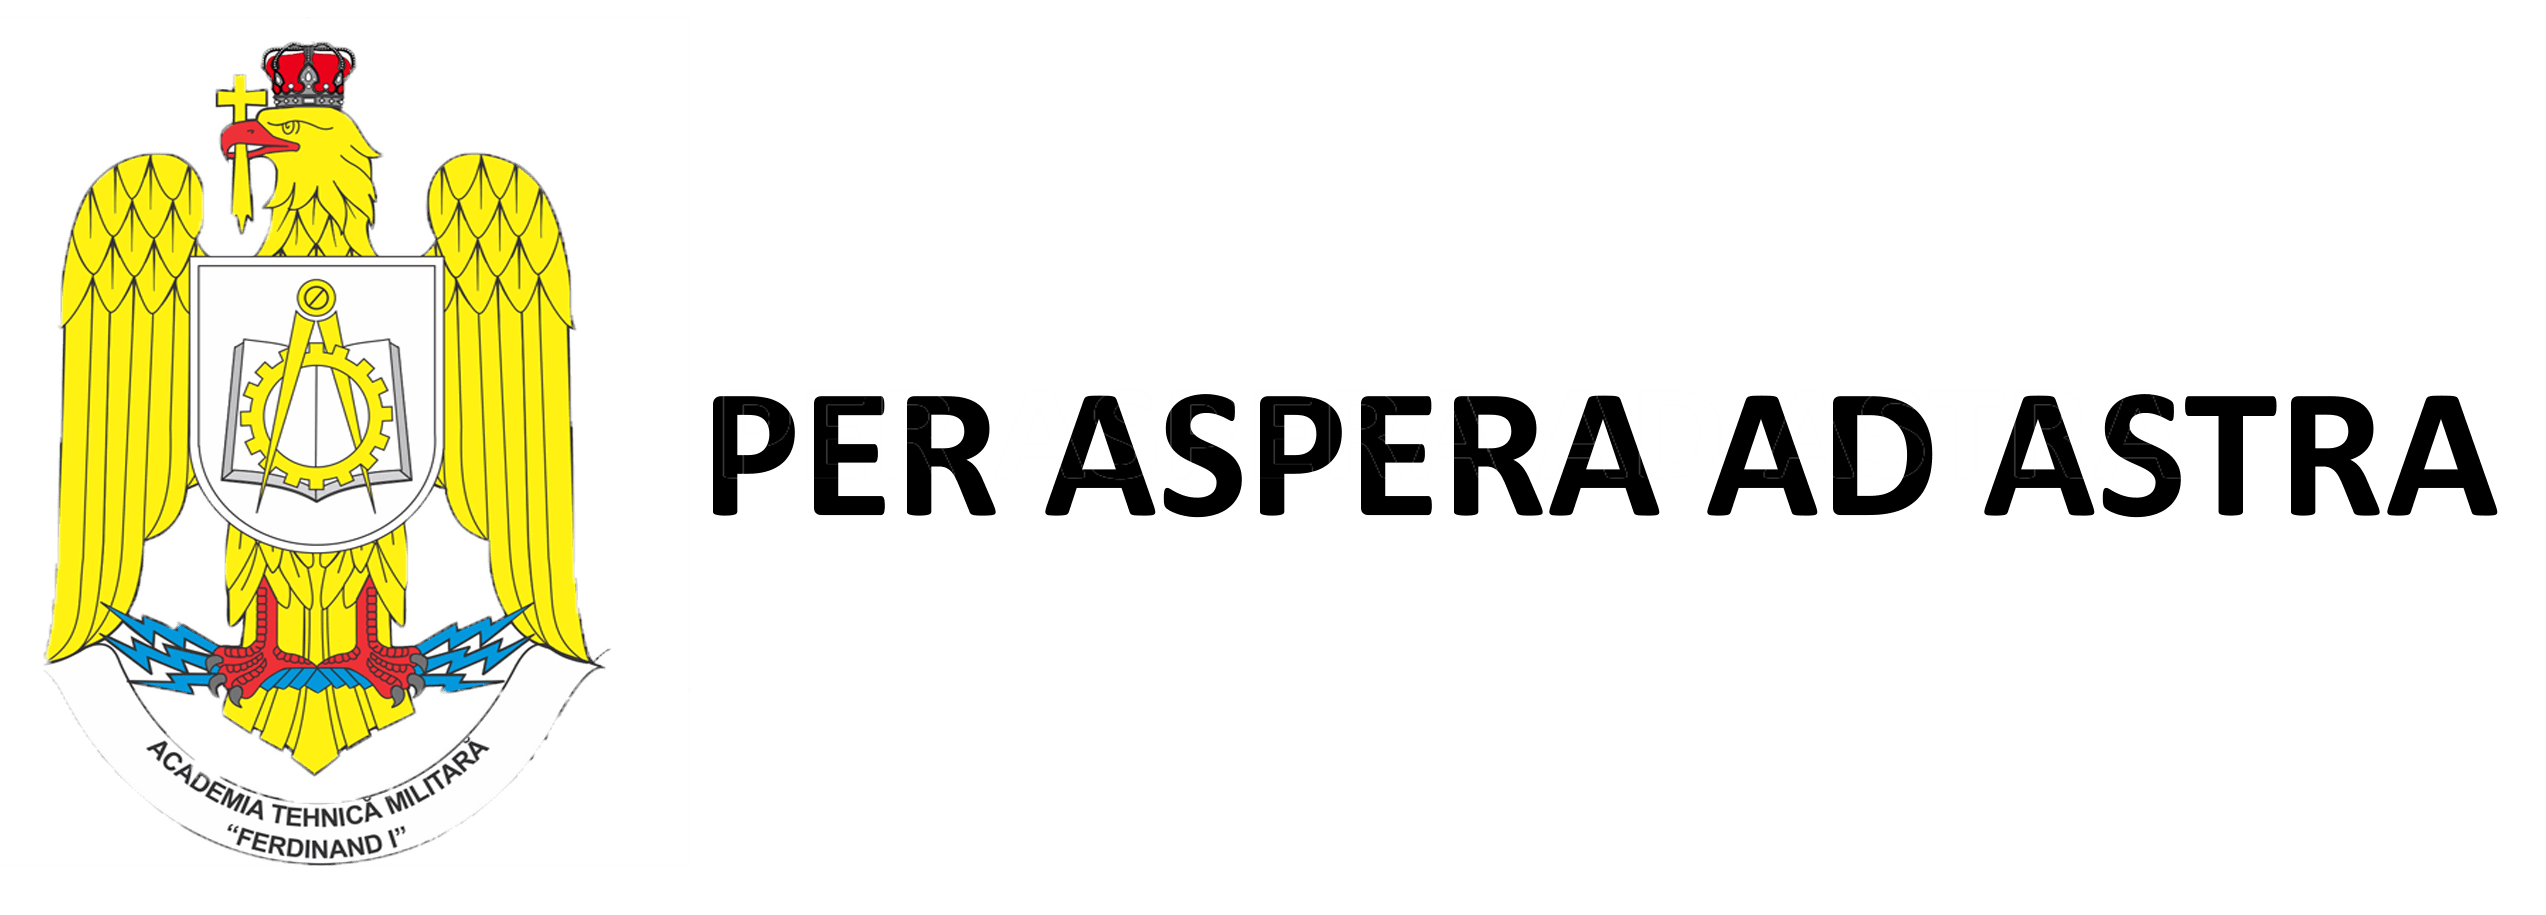 ACADEMIA TEHNICĂ MILITARĂ
“FERDINAND I”
PER ASPERA AD ASTRA